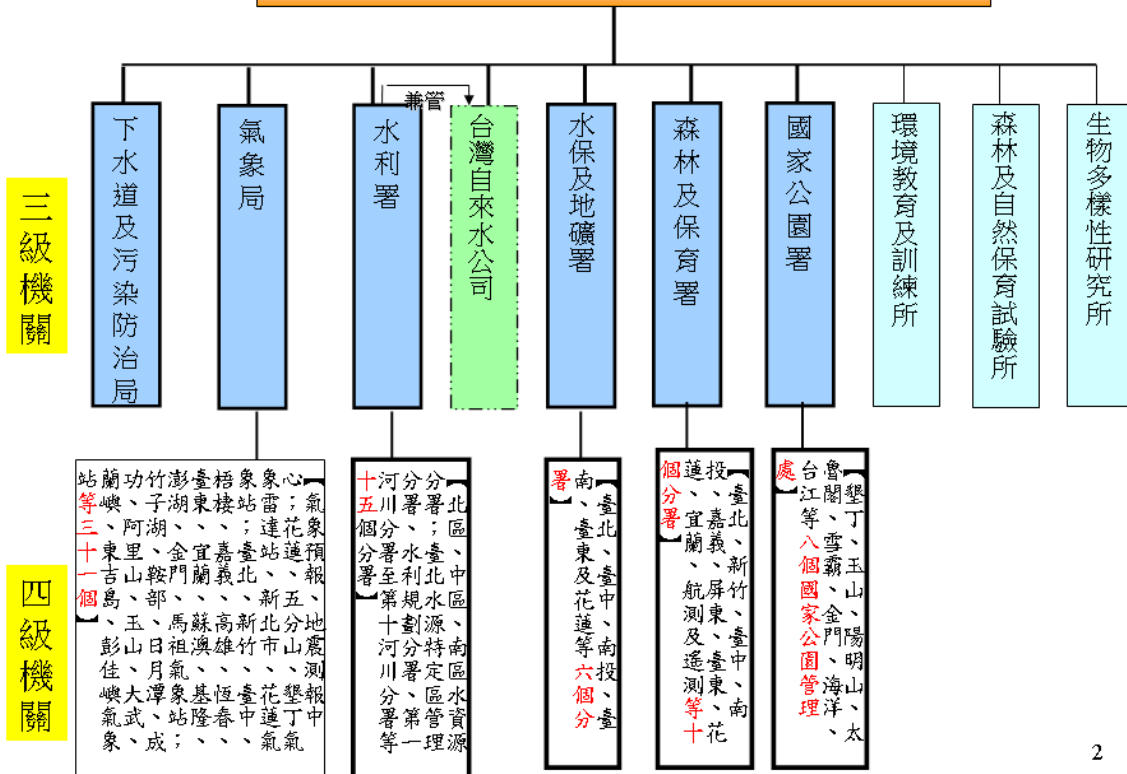 三級機關
下水道及污染防治局
氣象局
水利署
兼管
台灣自來水公司
水保及地礦署
森林及保育署
國家公園署
環境教育及訓練所
森林及自然保育試驗所
生物多樣性研究所
四級機關
【氣象預報、地震測報中
心；花蓮、五分山、墾丁氣
象雷達站、新北市、花蓮氣
象站；臺北、新竹、臺中、
梧棲、嘉義、高雄、恆春、
臺東、宜蘭、蘇澳、基隆、
澎湖、金門、馬祖氣象站；
竹子湖、鞍部、日月潭、成
功、阿里山、玉山、大武、
蘭嶼、東吉島、彭佳嶼氣象
站等三十一個】
【北區、中區、南區水資源
分署；臺北水源特定區管理
分署、水利規劃分署、第一
河川分署至第十河川分署等
十五個分署】
【臺北、臺中、南投、臺
南、臺東及花蓮等六個分
署】
【臺北、新竹、臺中、南
投、嘉義、屏東、臺東、花
蓮、宜蘭、航測及遙測等十
個分署】
【墾丁、玉山、陽明山、太
魯閣、雪霸、金門、海洋、
台江等八個國家公園管理
處】
2